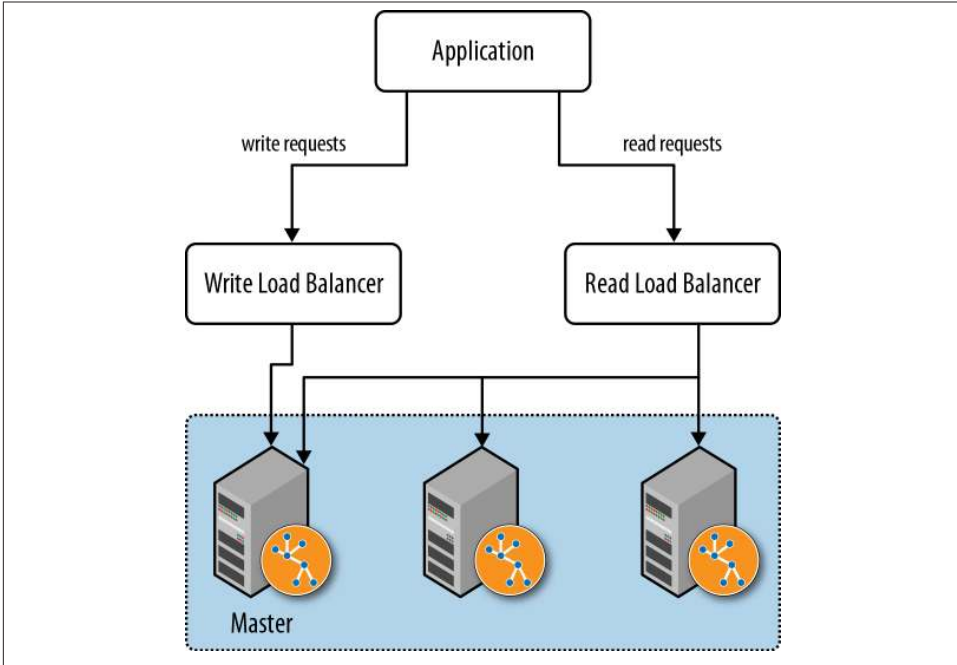 Application
write requests
read requests
Write Load Balancer
Read Load Balancer
Master